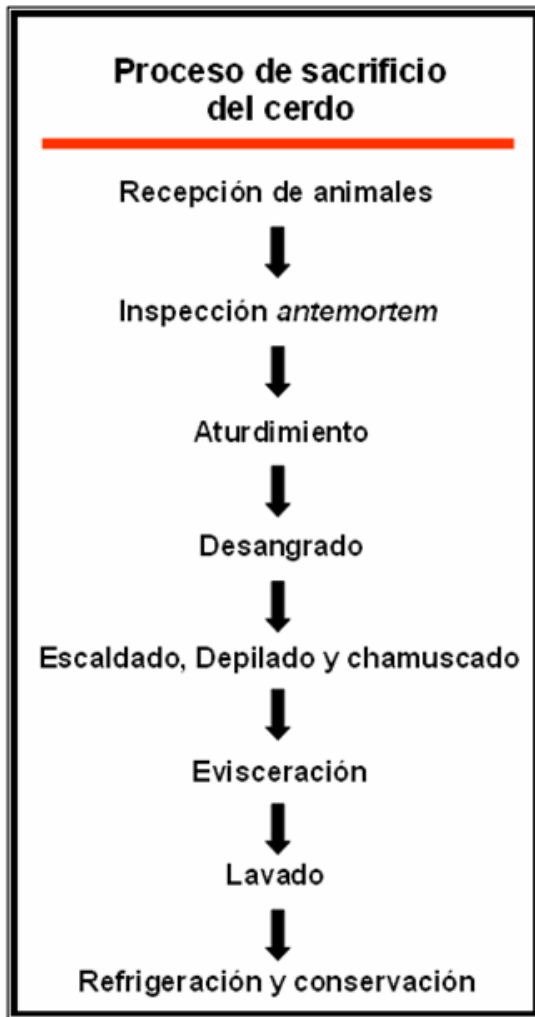 Proceso de sacrificio
del cerdo
Recepción de animales
Inspección antemortem
Aturdimiento
Desangrado
Escaldado, Depilado y chamuscado
Evisceración
Lavado
Refrigeración y conservación